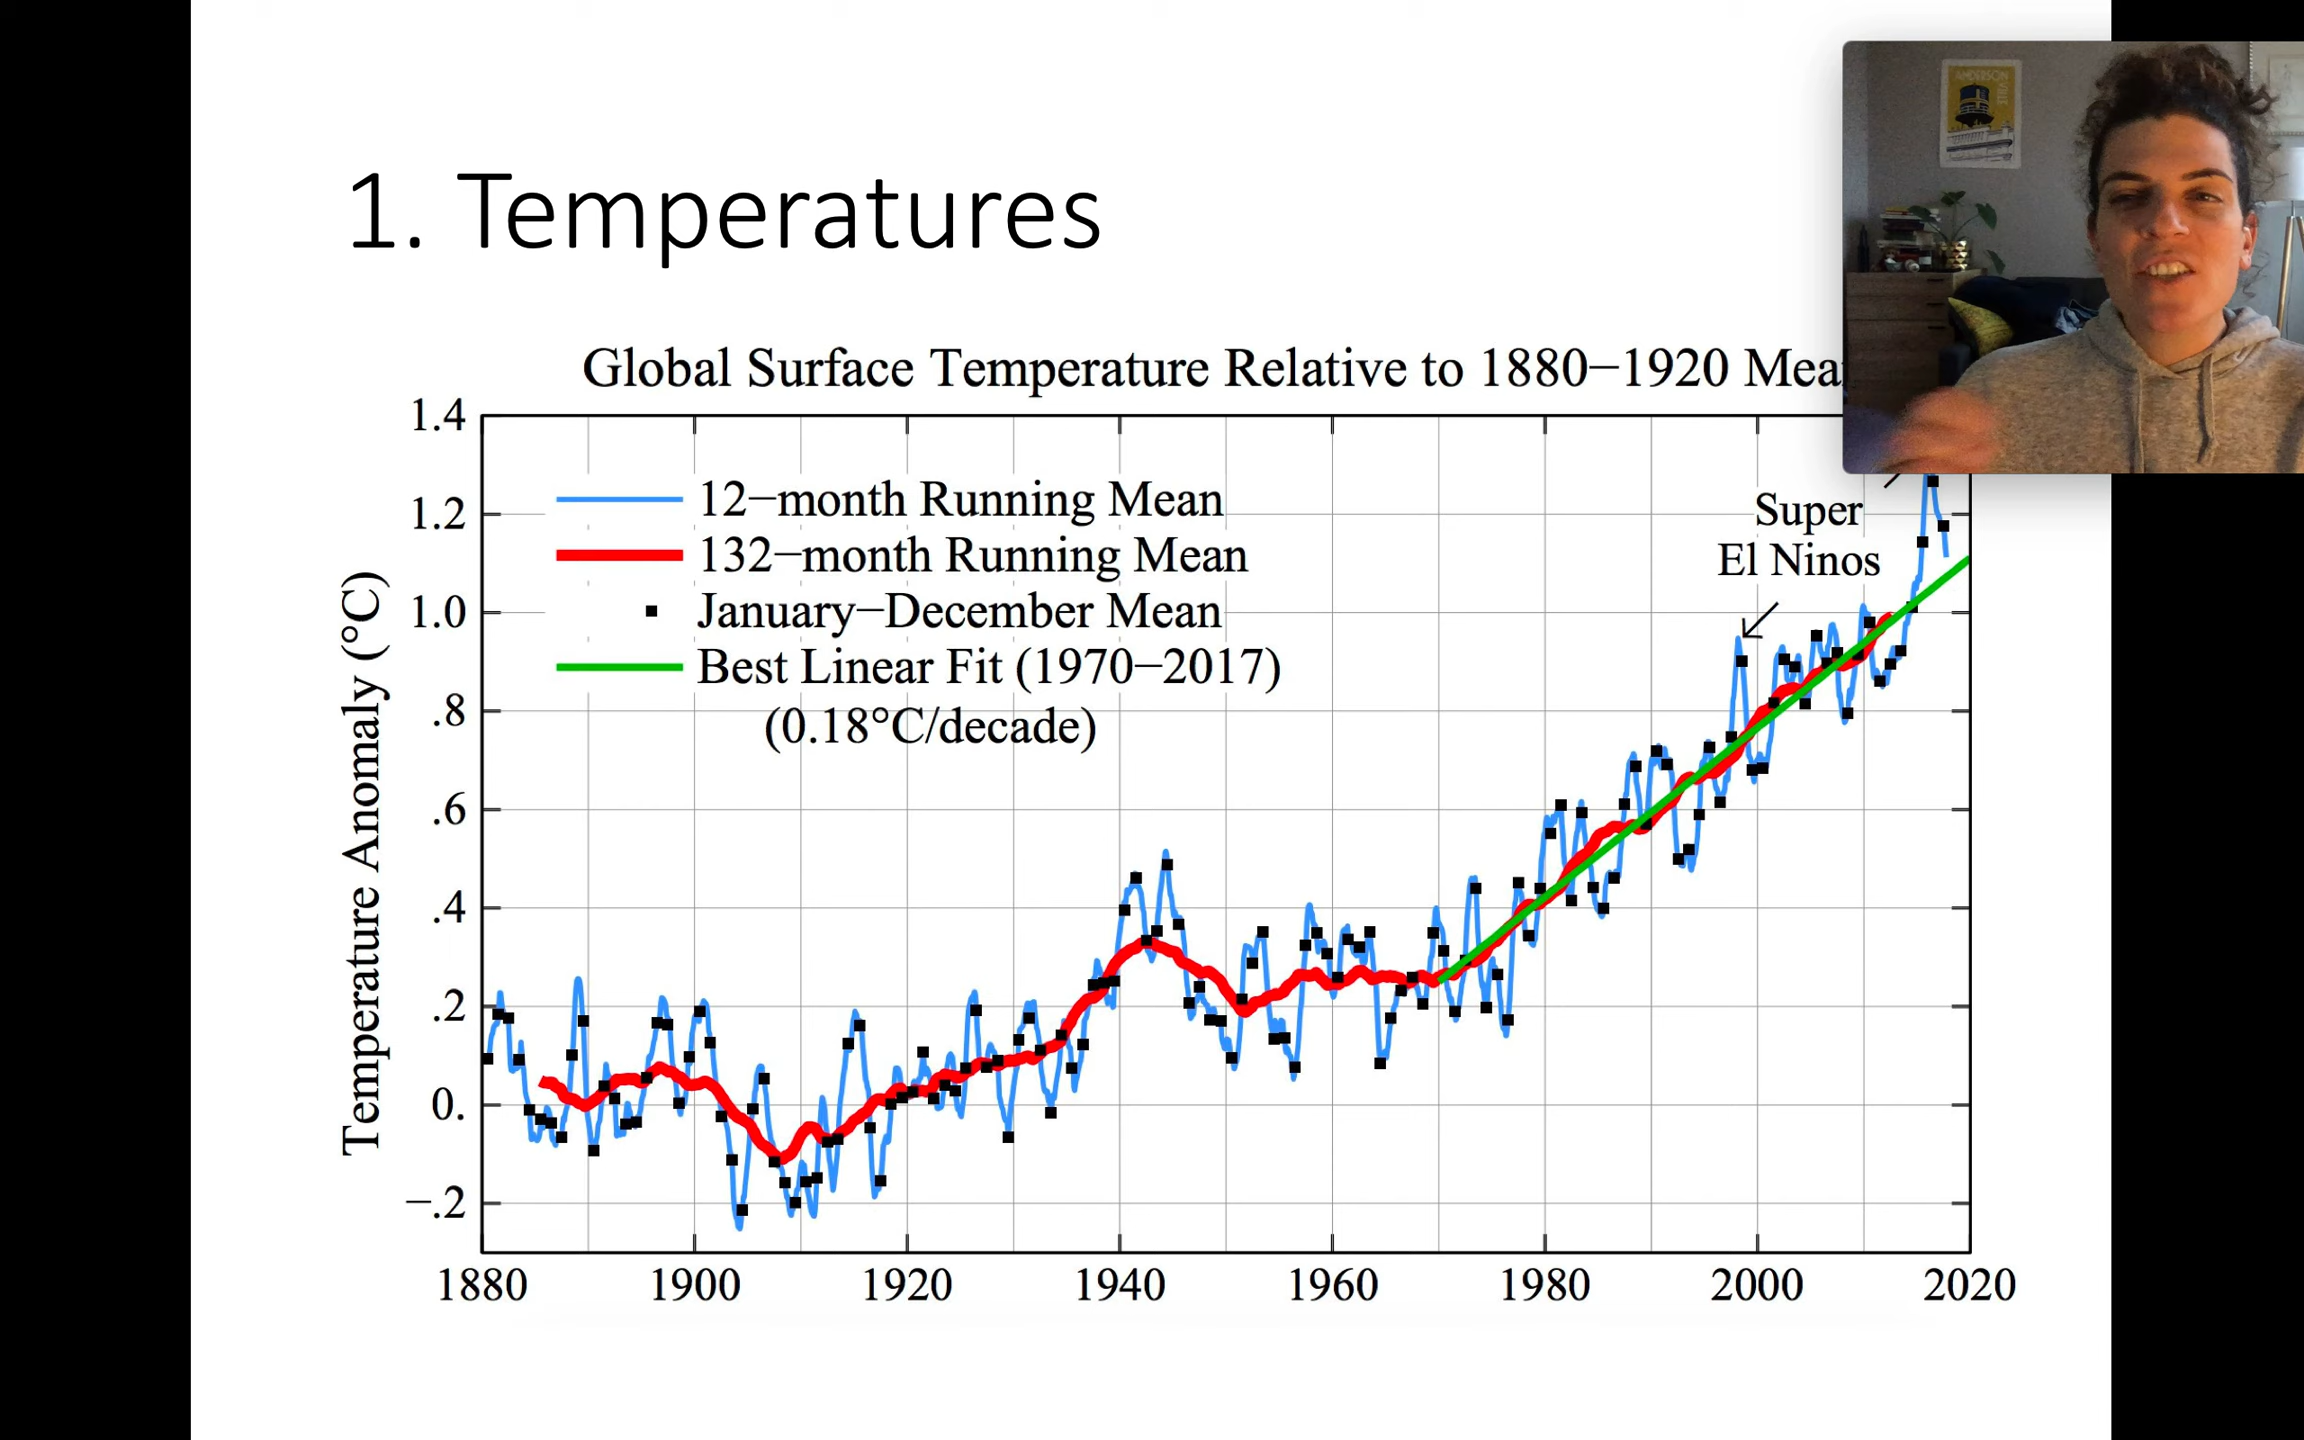 1. Temperatures
ANDERSON
VILLE
Global Surface Temperature Relative to 1880−1920 Mea
1.4
1.2
1.0
.8
.6
.4
.2
0.
−.2
Temperature Anomaly (°C)
12−month Running Mean
132−month Running Mean
January−December Mean
Best Linear Fit (1970−2017)
(0.18°C/decade)
Super
El Ninos
1880
1900
1920
1940
1960
1980
2000
2020